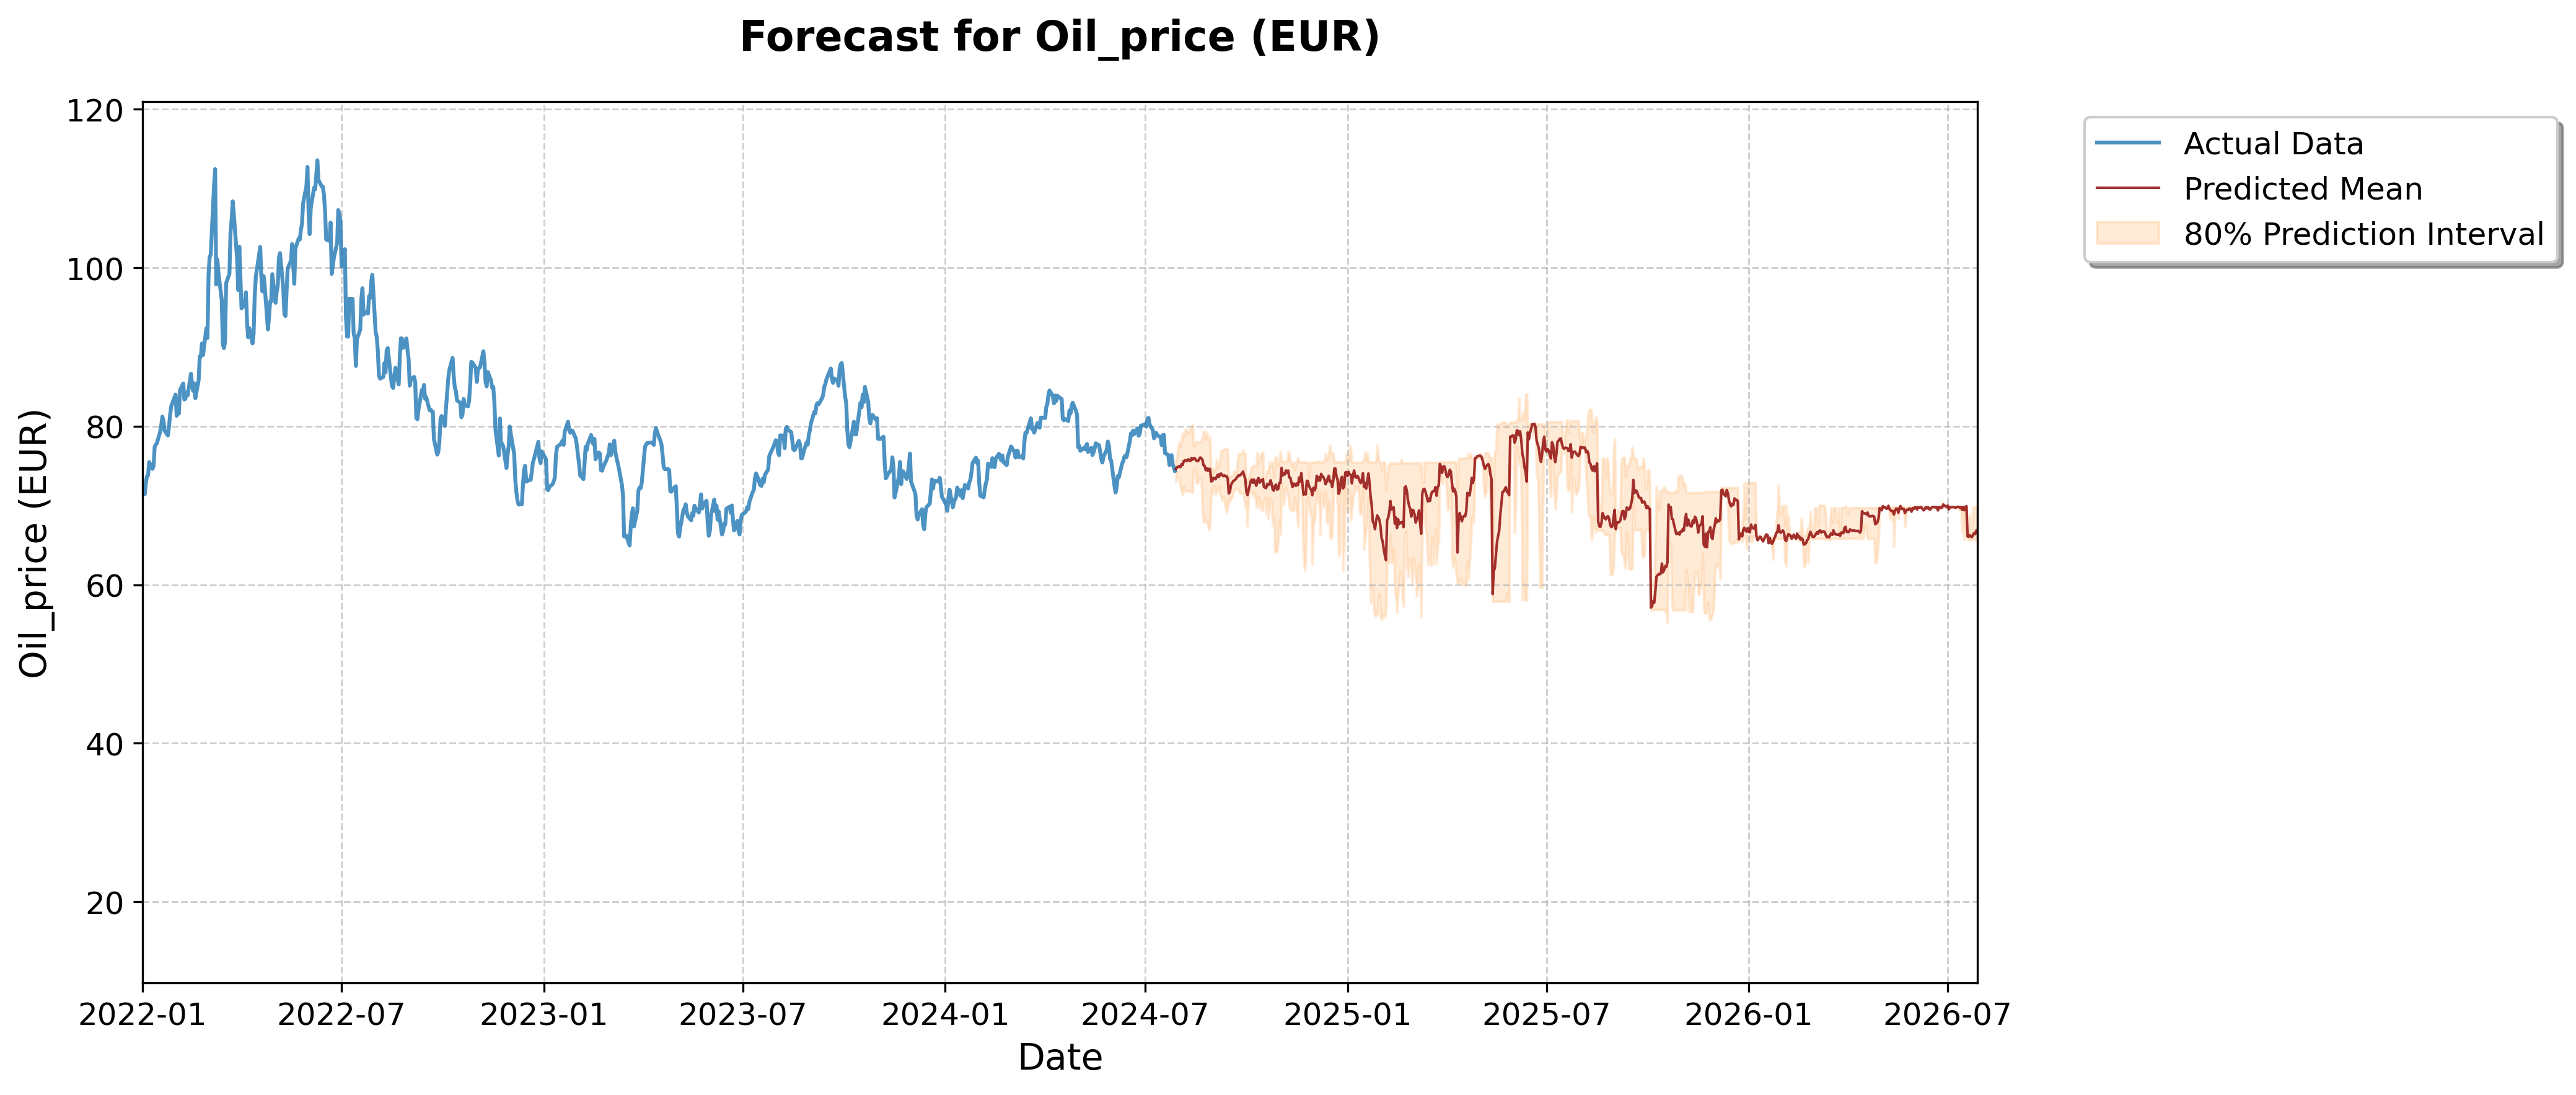 Forecast for Oil_price (EUR)
120
100
80
60
40
20
Oil_price (EUR)
2022-01 2022-07 2023-01 2023-07 2024-01 2024-07 2025-01 2025-07 2026-01 2026-07
Date
Actual Data
Predicted Mean
80% Prediction Interval